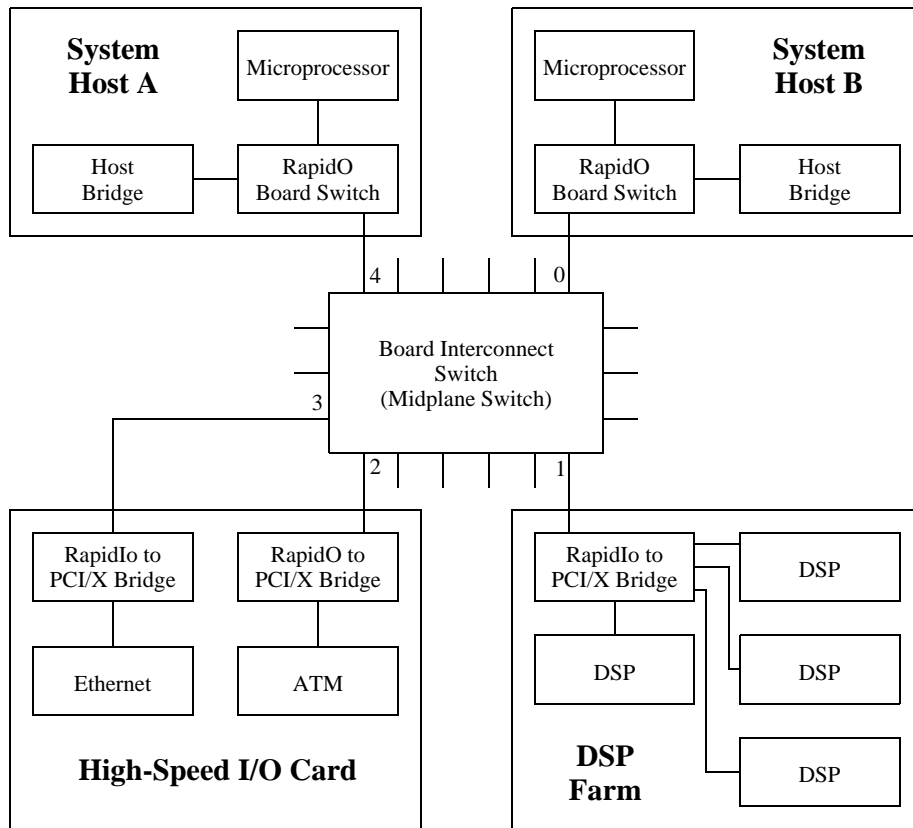 System
Host A
Microprocessor
Host
Bridge
RapidO
Board Switch
System
Host B
Microprocessor
RapidO
Board Switch
Host
Bridge
4
0
Board Interconnect
Switch
(Midplane Switch)
3
2
1
RapidIo to
PCI/X Bridge
RapidO to
PCI/X Bridge
Ethernet
ATM
High-Speed I/O Card
RapidIo to
PCI/X Bridge
DSP
DSP
DSP
DSP
DSP
Farm